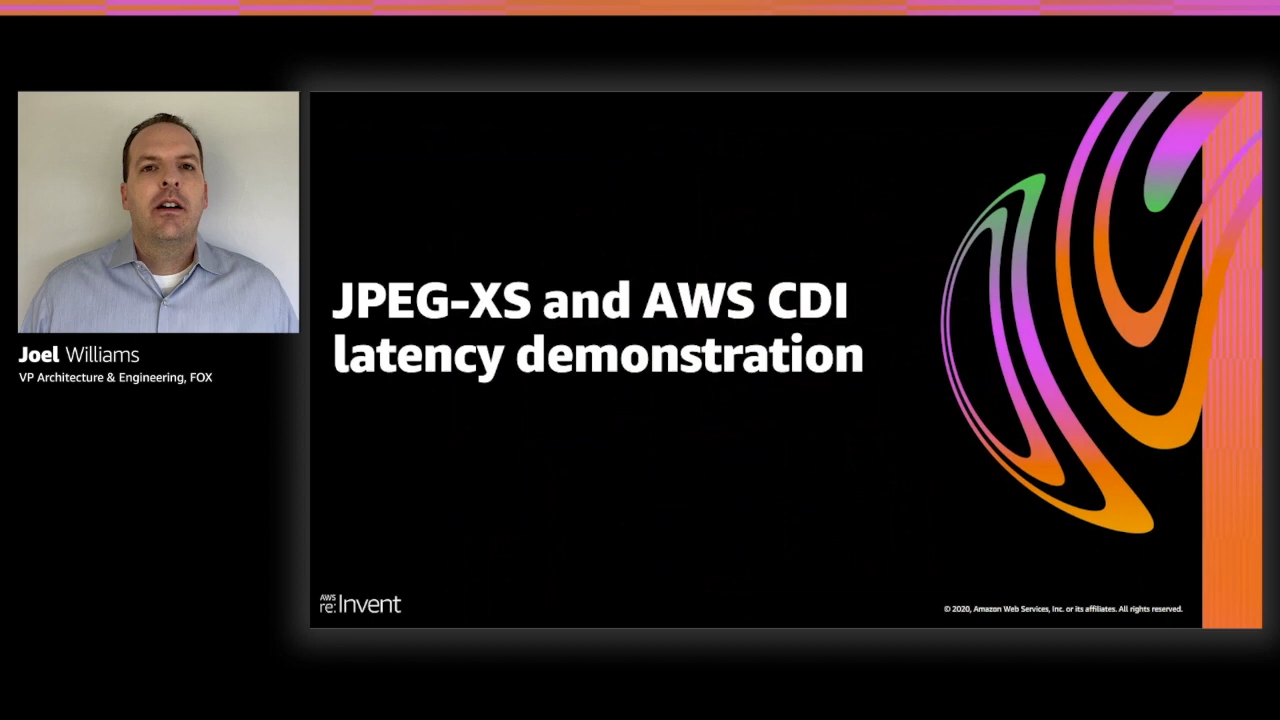 Joel Williams
VP Architecture & Engineering, FOX
JPEG-XS and AWS CDI
latency demonstration
AWS
re:Invent
© 2020, Amazon Web Services, Inc. or its affiliates. All rights reserved.